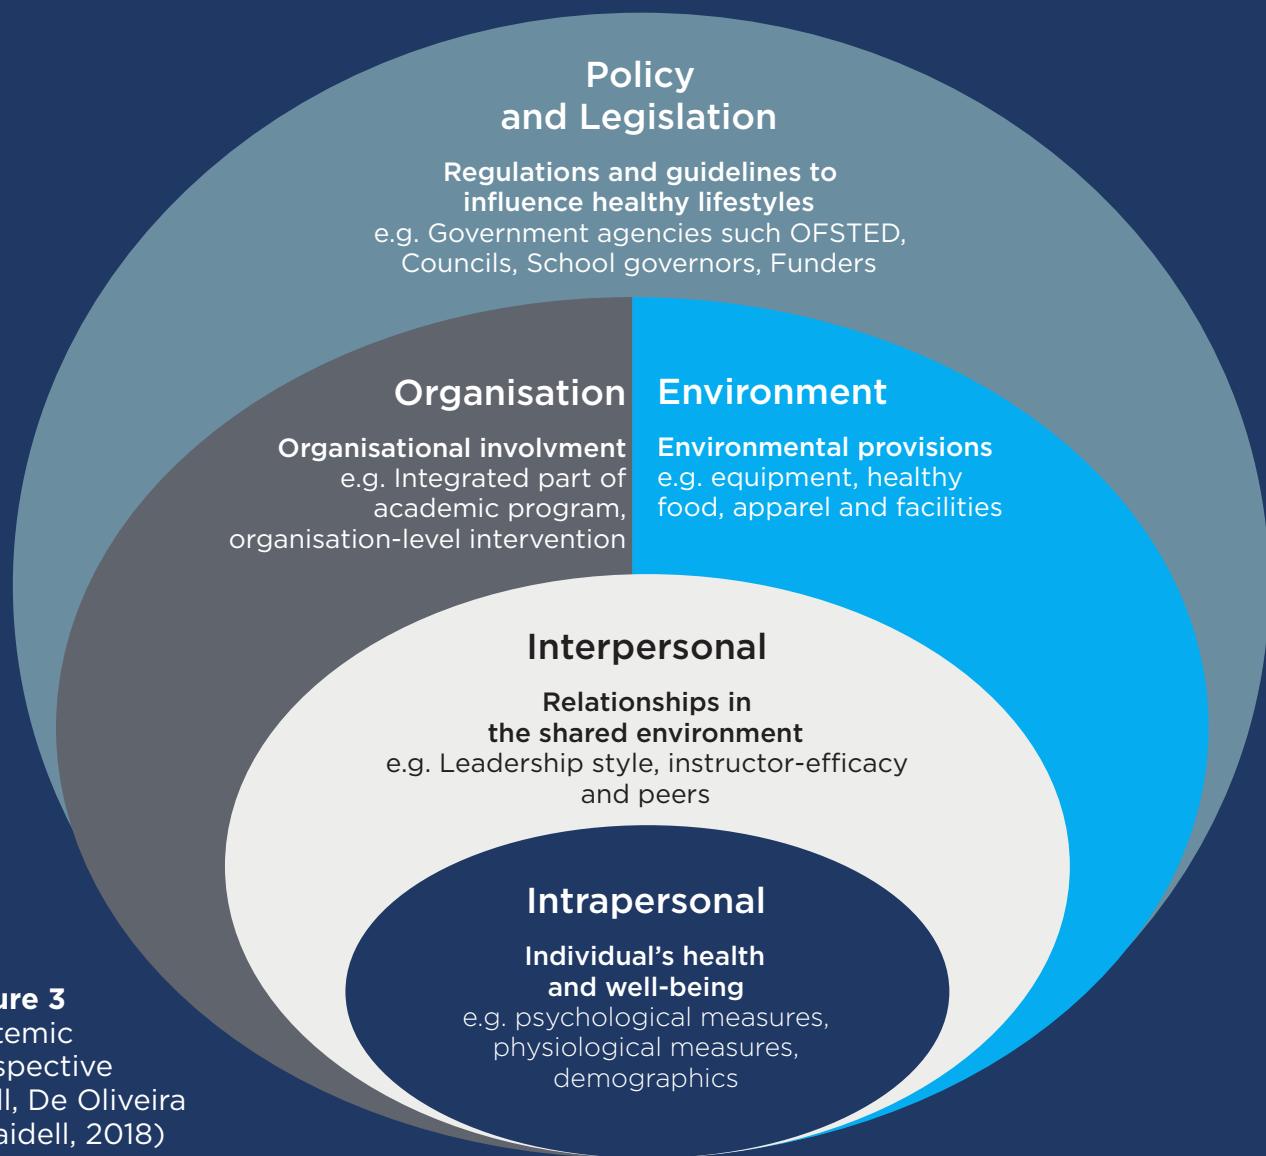 Policy
and Legislation
Regulations and guidelines to
influence healthy lifestyles
e.g. Government agencies such OFSTED,
Councils, School governors, Funders
Organisation
Organisational involvment
e.g. Integrated part of
academic program,
organisation-level intervention
Environment
Environmental provisions
e.g. equipment, healthy
food, apparel and facilities
Interpersonal
Relationships in
the shared environment
e.g. Leadership style, instructor-efficacy
and peers
Intrapersonal
Individual’s health
and well-being
e.g. psychological measures,
physiological measures,
demographics
ure 3
temic
spective
ll, De Oliveira
aidell, 2018)